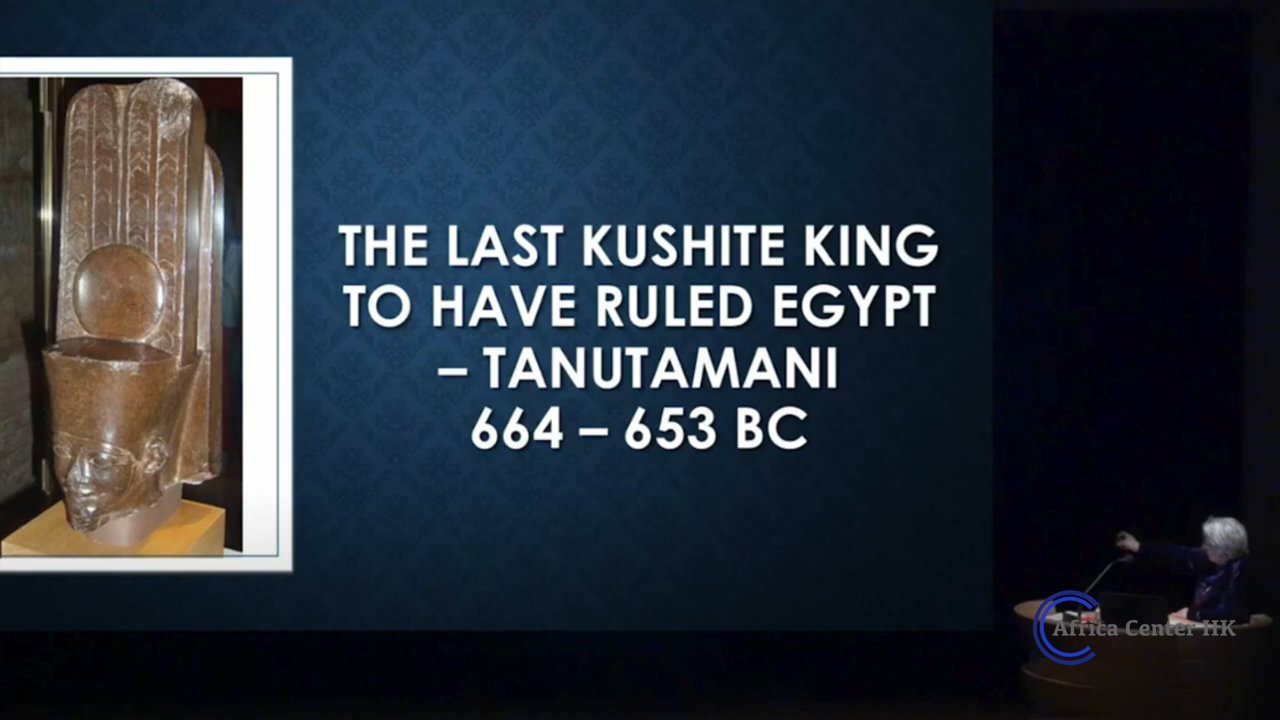 THE LAST KUSHITE KING
TO HAVE RULED EGYPT
– TANUTAMANI
664 – 653 BC
Africa Center HK